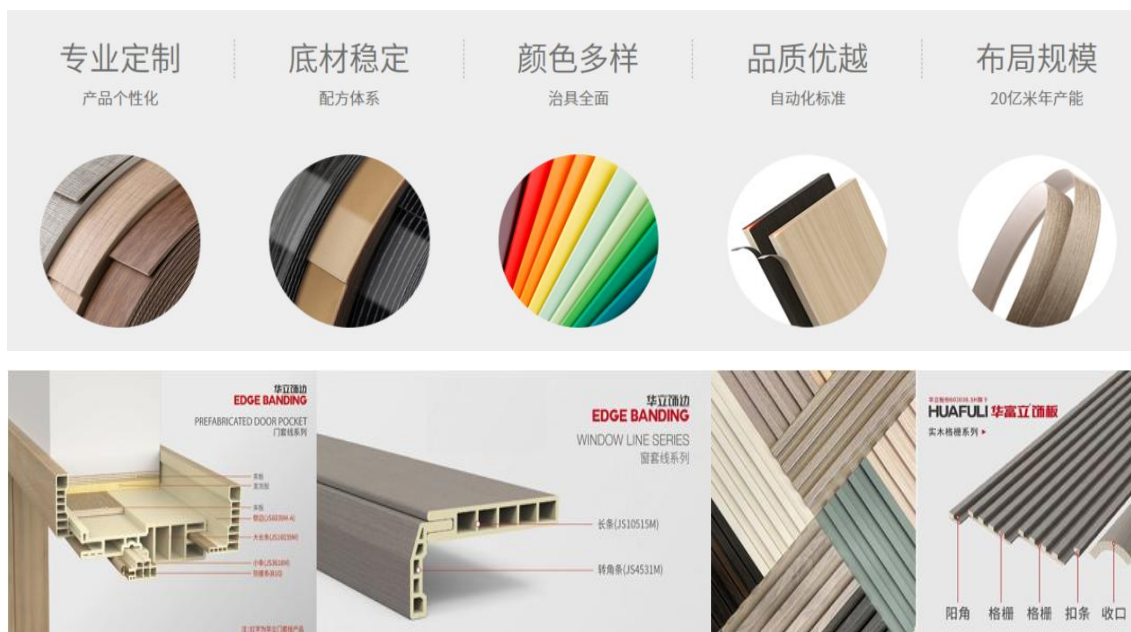 专业定制
产品个性化
底材稳定
配方体系
颜色多样
治具全面
品质优越
自动化标准
布局规模
20亿米年产能
华立饰边
EDGE BANDING
PREFABRICATED DOOR POCKET
门套线系列
华立饰边
EDGE BANDING
WINDOW LINE SERIES
窗套线系列
长条(JS10515M)
转角条(JS4531M)
HUAFULI 华富立饰板
实木格栅系列
阳角
格栅
格栅
扣条
收口